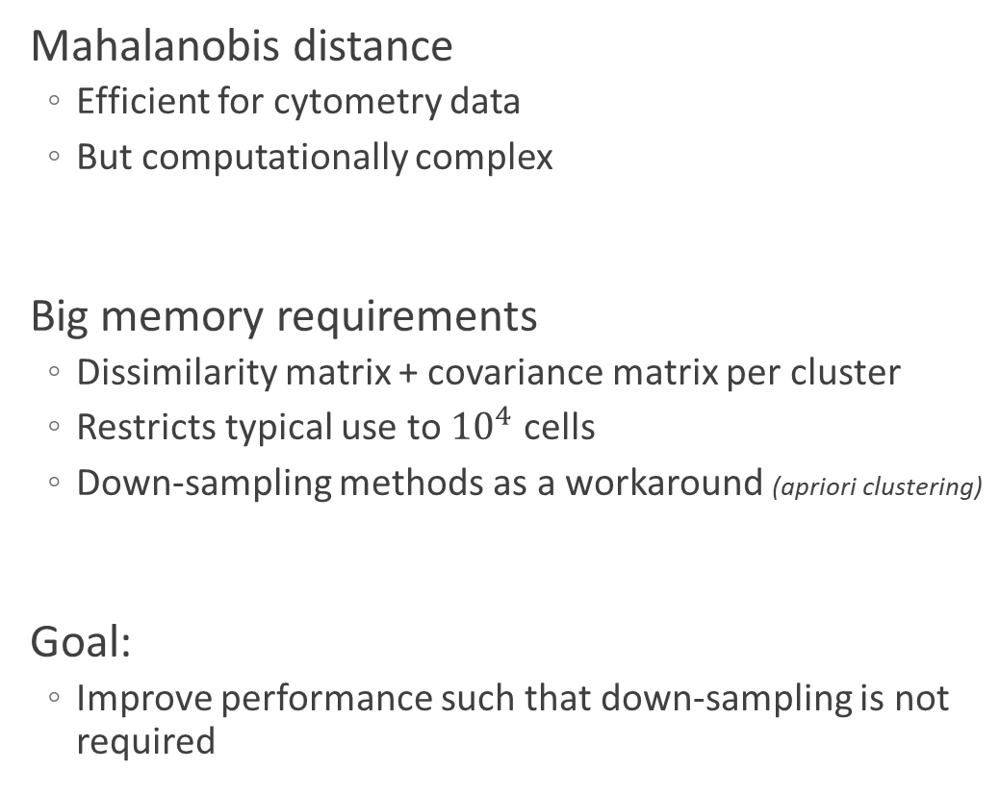 Mahalanobis distance
◦ Efficient for cytometry data
◦ But computationally complex
Big memory requirements
◦ Dissimilarity matrix + covariance matrix per cluster
◦ Restricts typical use to 10⁴ cells
◦ Down-sampling methods as a workaround (apriori clustering)
Goal:
◦ Improve performance such that down-sampling is not
required